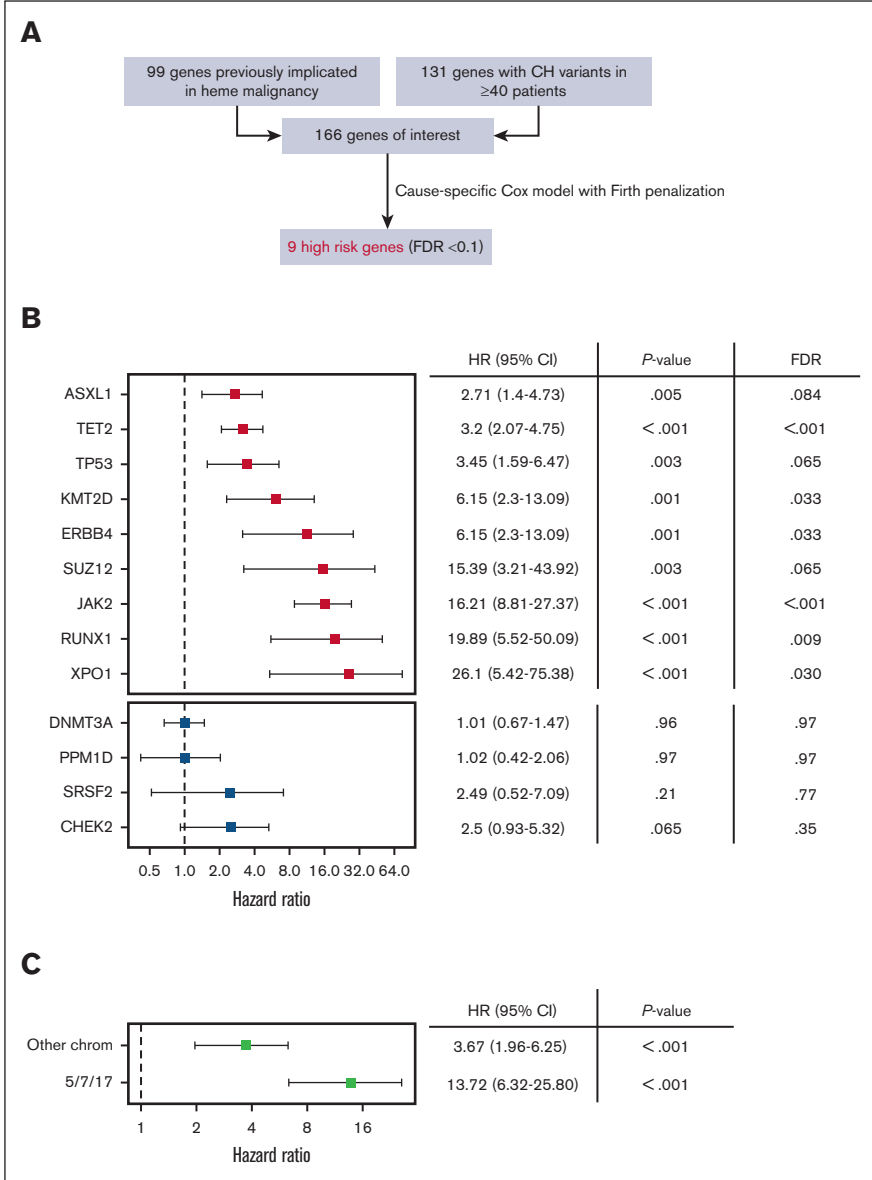 A
99 genes previously implicated
in heme malignancy
131 genes with CH variants in
≥40 patients
166 genes of interest
Cause-specific Cox model with Firth penalization
9 high risk genes (FDR <0.1)
B
HR (95% CI) P-value FDR
ASXL1 2.71 (1.4-4.73) .005 .084
TET2 3.2 (2.07-4.75) <.001 <.001
TP53 3.45 (1.59-6.47) .003 .065
KMT2D 6.15 (2.3-13.09) .001 .033
ERBB4 6.15 (2.3-13.09) .001 .033
SUZ12 15.39 (3.21-43.92) .003 .065
JAK2 16.21 (8.81-27.37) <.001 <.001
RUNX1 19.89 (5.52-50.09) <.001 .009
XPO1 26.1 (5.42-75.38) <.001 .030
DNMT3A 1.01 (0.67-1.47) .96 .97
PPM1D 1.02 (0.42-2.06) .97 .97
SRSF2 2.49 (0.52-7.09) .21 .77
CHEK2 2.5 (0.93-5.32) .065 .35
0.5 1.0 2.0 4.0 8.0 16.0 32.0 64.0
Hazard ratio
C
HR (95% CI) P-value
Other chrom 3.67 (1.96-6.25) <.001
5/7/17 13.72 (6.32-25.80) <.001
1 2 4 8 16
Hazard ratio